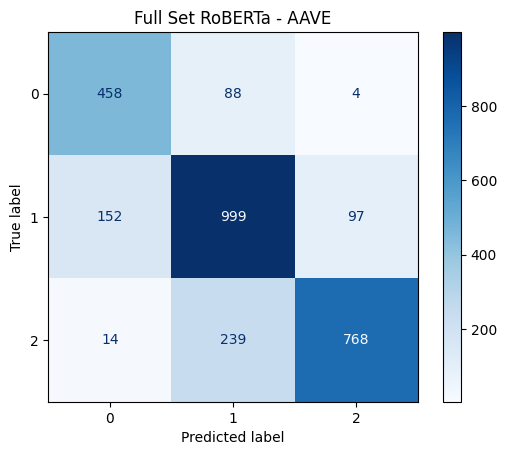 Full Set RoBERTa - AAVE
True label
0 458 88 4
1 152 999 97
2 14 239 768
0 1 2
Predicted label
800
600
400
200